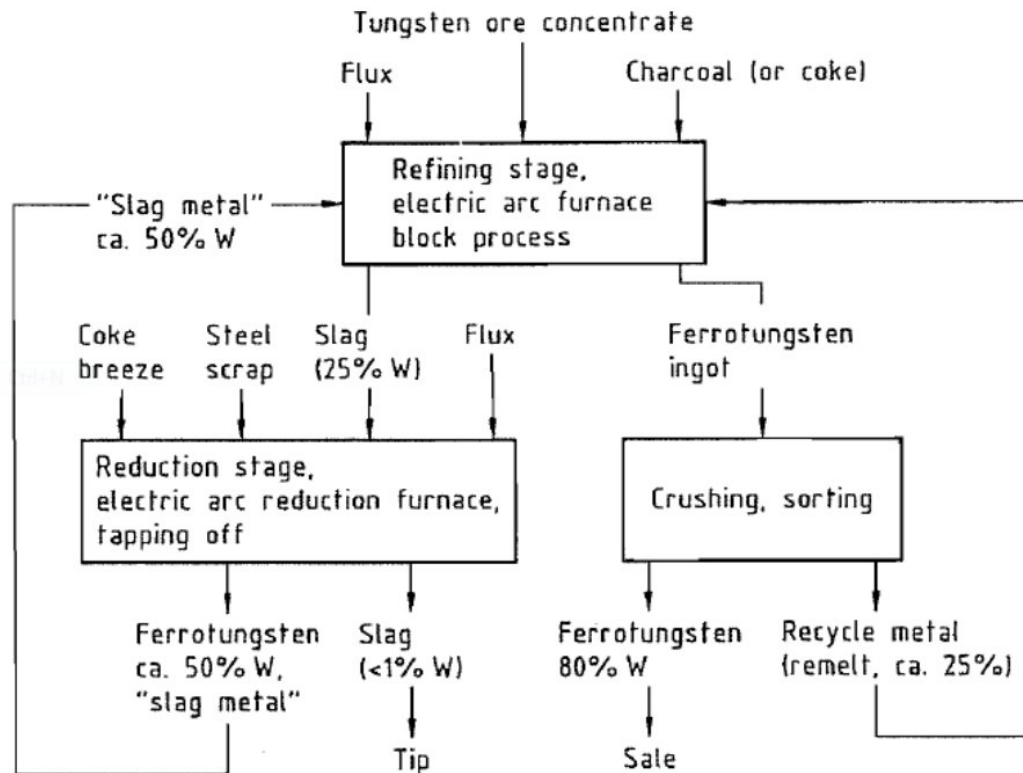 Tungsten ore concentrate
Flux
Charcoal (or coke)
Refining stage,
electric arc furnace
block process
"Slag metal"
ca. 50% W
Coke
breeze
Steel
scrap
Slag
(25% W)
Flux
Ferrotungsten
ingot
Reduction stage,
electric arc reduction furnace,
tapping off
Crushing, sorting
Ferrotungsten
ca. 50% W,
"slag metal"
Slag
(<1% W)
Ferrotungsten
80% W
Recycle metal
(remelt, ca. 25%)
Tip
Sale